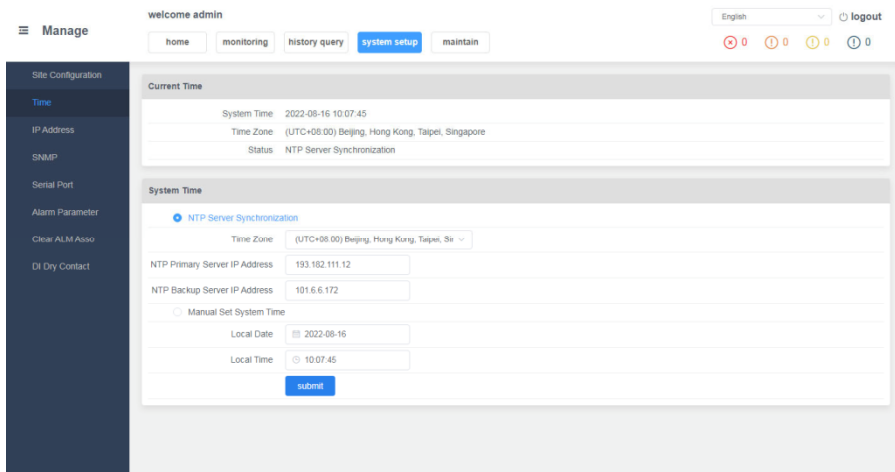 Manage
welcome admin
English
logout
home monitoring history query system setup maintain
0 0 0 0
Site Configuration
Time
IP Address
SNMP
Serial Port
Alarm Parameter
Clear ALM Asso
DI Dry Contact
Current Time
System Time 2022-08-16 10:07:45
Time Zone (UTC+08:00) Beijing, Hong Kong, Taipei, Singapore
Status NTP Server Synchronization
System Time
NTP Server Synchronization
Time Zone (UTC+08:00) Beijing, Hong Kong, Taipei, Sir
NTP Primary Server IP Address 193.182.111.12
NTP Backup Server IP Address 101.6.6.172
Manual Set System Time
Local Date 2022-08-16
Local Time 10:07:45
submit